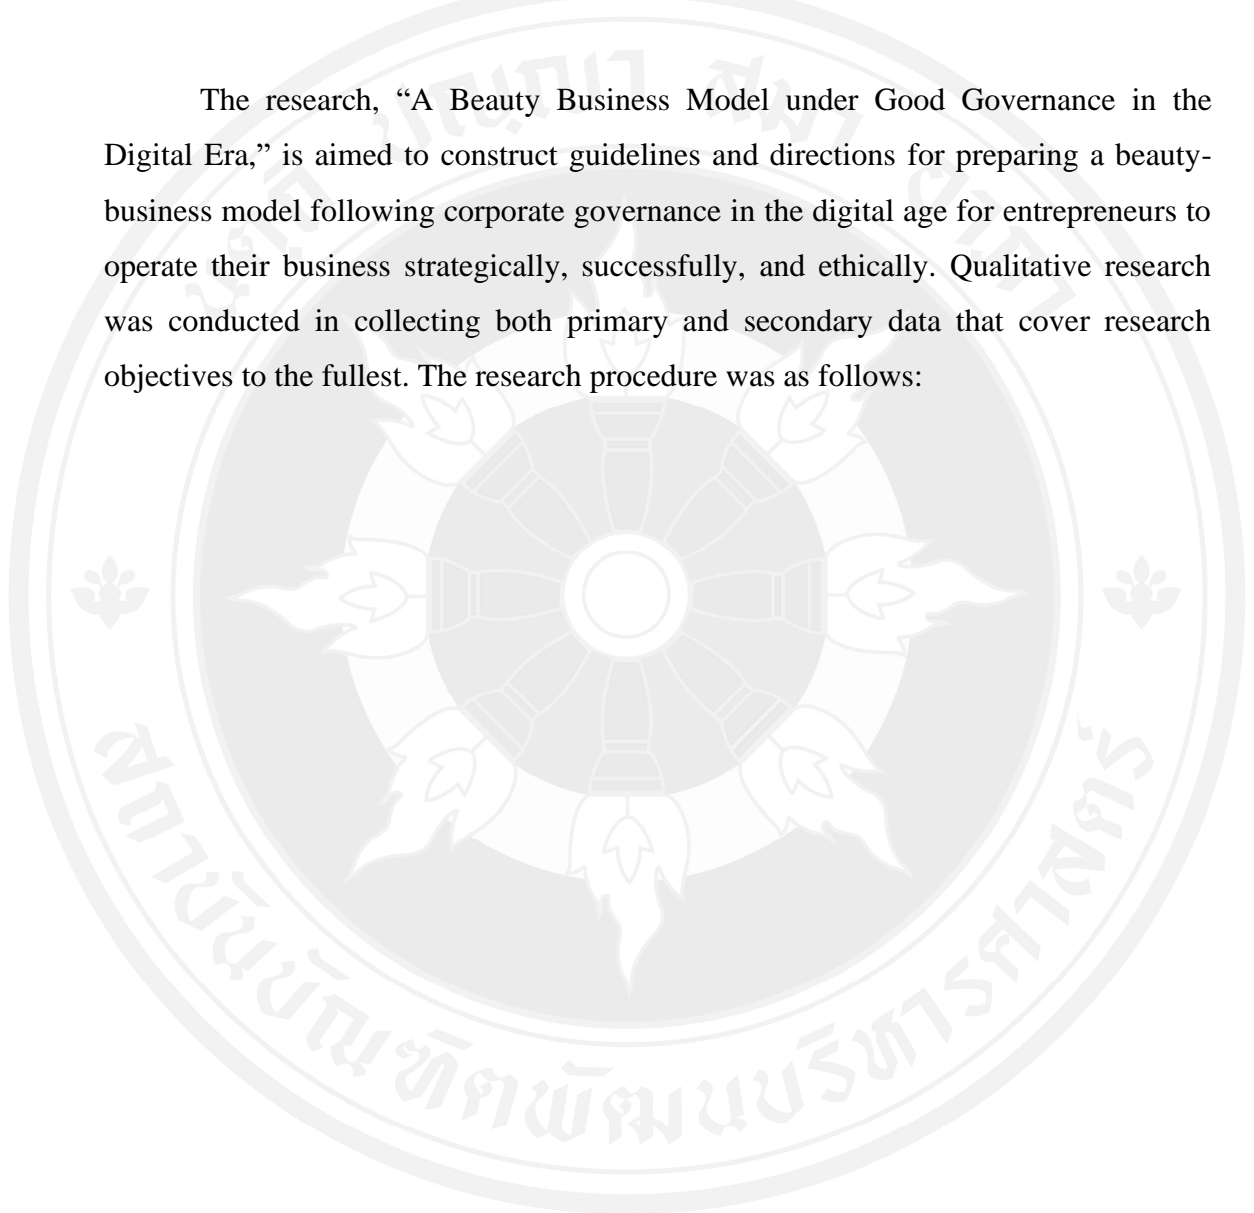 The research, “A Beauty Business Model under Good Governance in the
Digital Era,” is aimed to construct guidelines and directions for preparing a beauty-
business model following corporate governance in the digital age for entrepreneurs to
operate their business strategically, successfully, and ethically. Qualitative research
was conducted in collecting both primary and secondary data that cover research
objectives to the fullest. The research procedure was as follows:
สถาบันบัณฑิตพัฒนบริหารศาสตร์